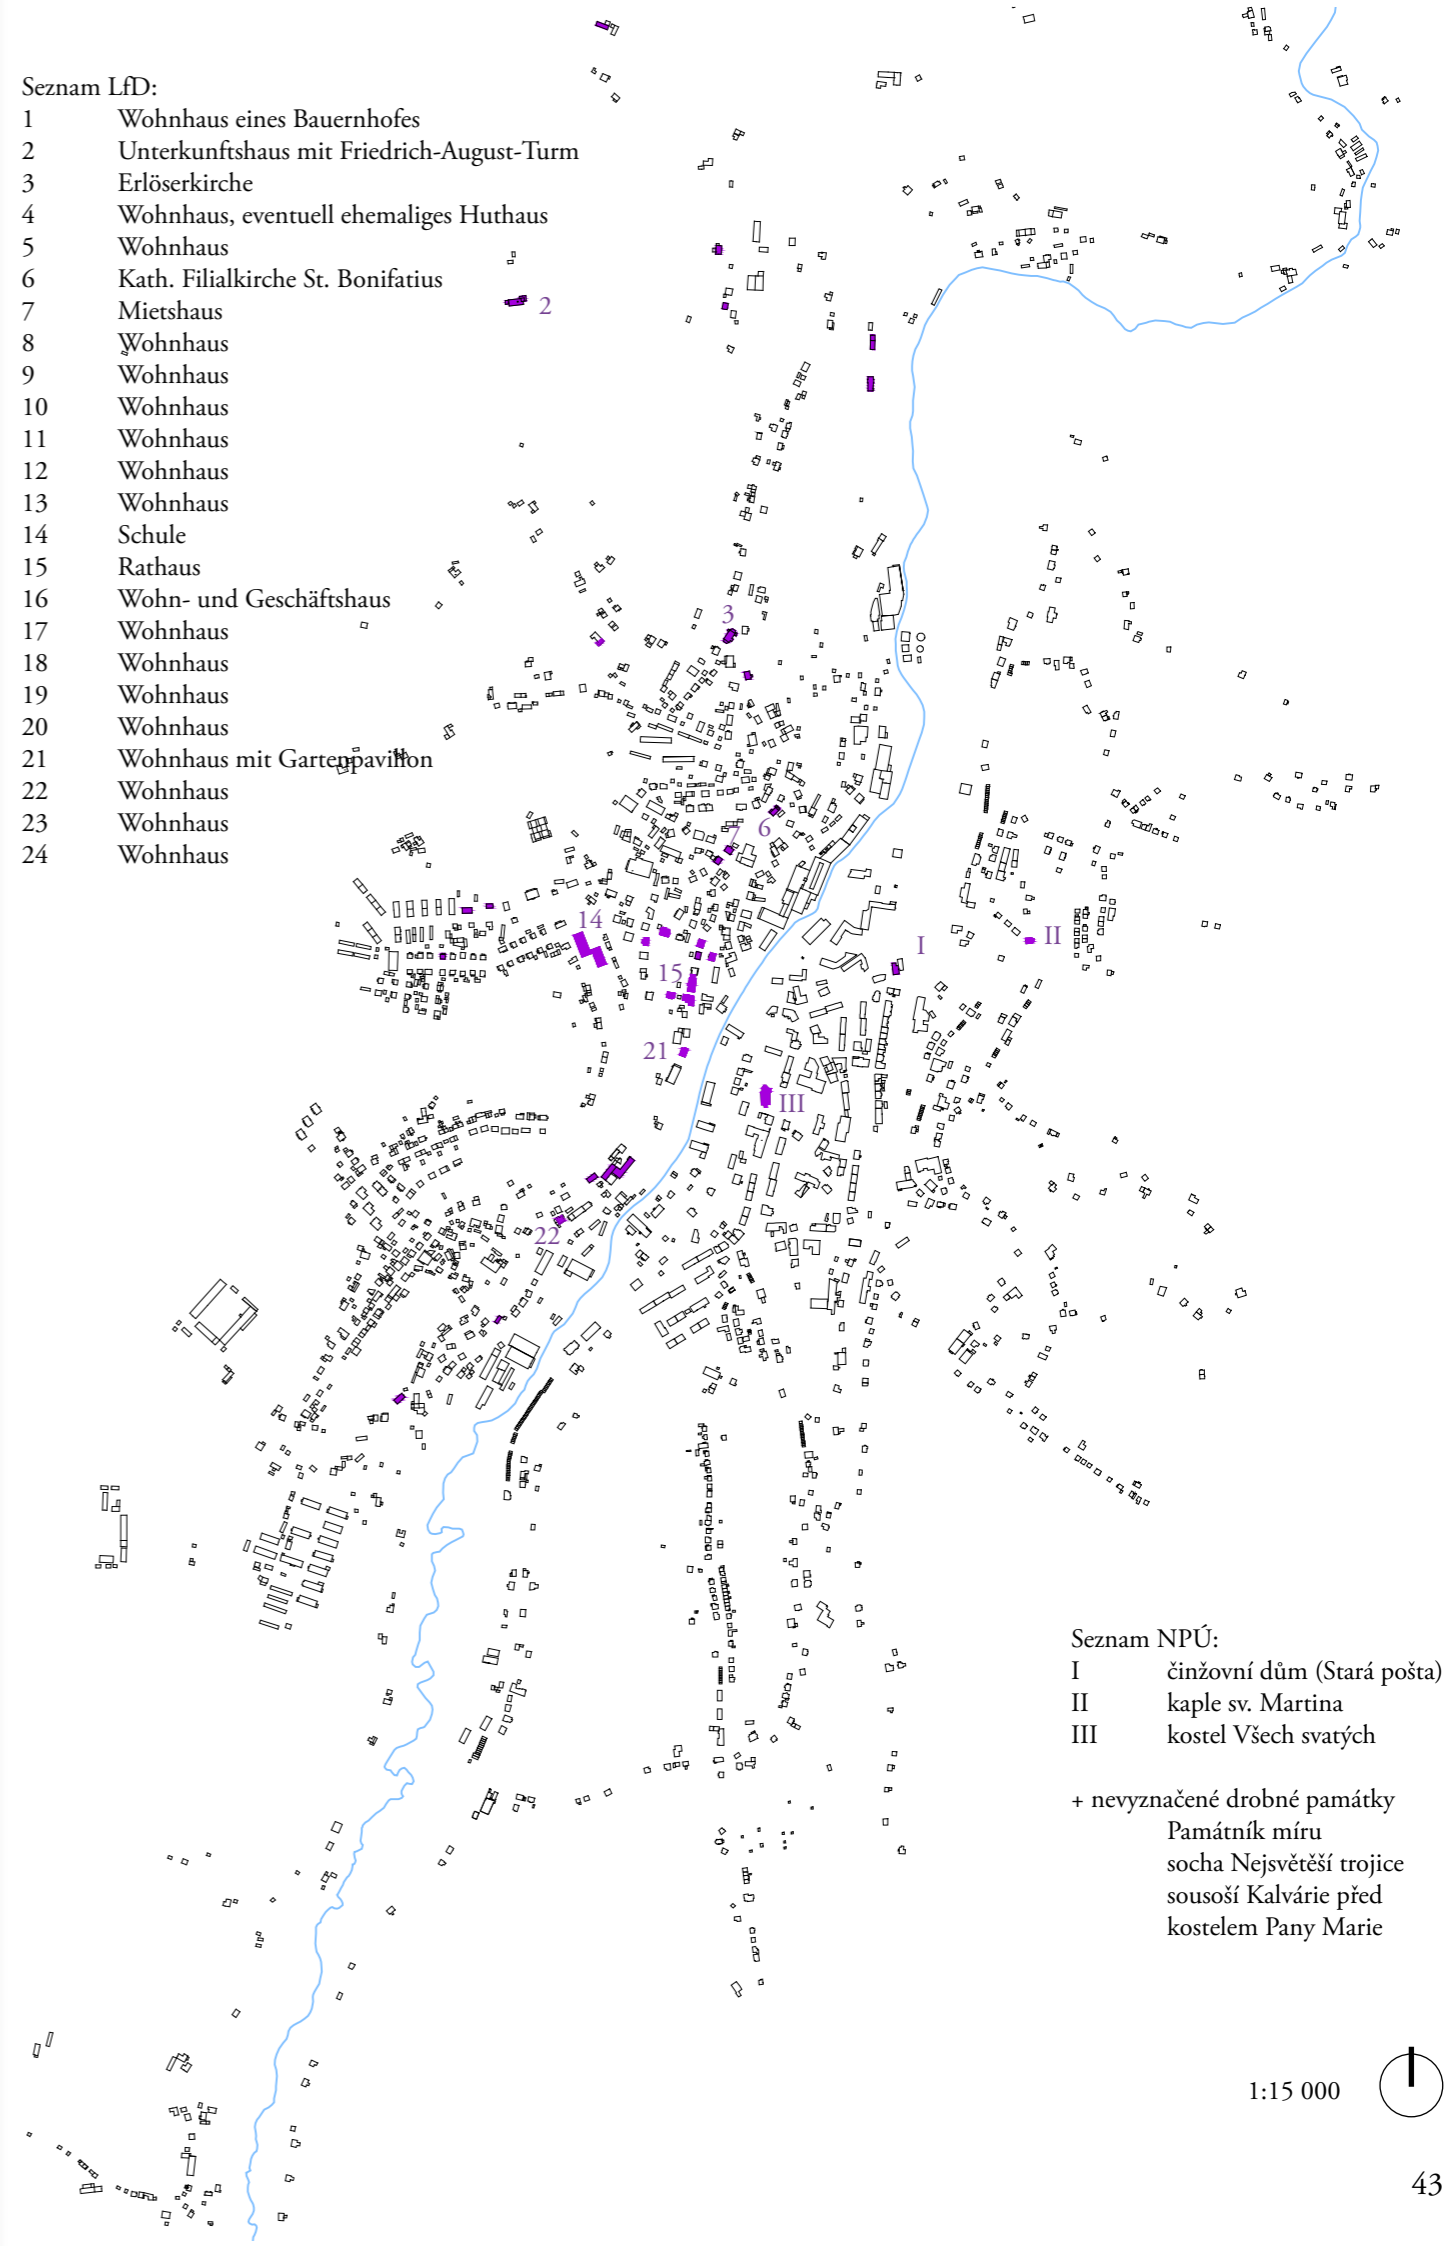 Seznam LfD:
1 Wohnhaus eines Bauernhofes
2 Unterkunftshaus mit Friedrich-August-Turm
3 Erlöserkirche
4 Wohnhaus, eventuell ehemaliges Huthaus
5 Wohnhaus
6 Kath. Filialkirche St. Bonifatius
7 Mietshaus
8 Wohnhaus
9 Wohnhaus
10 Wohnhaus
11 Wohnhaus
12 Wohnhaus
13 Wohnhaus
14 Schule
15 Rathaus
16 Wohn- und Geschäftshaus
17 Wohnhaus
18 Wohnhaus
19 Wohnhaus
20 Wohnhaus
21 Wohnhaus mit Gartenpavillon
22 Wohnhaus
23 Wohnhaus
24 Wohnhaus
2
3
6
7
14
I
II
15
21
III
22
Seznam NPÚ:
I činžovní dům (Stará pošta)
II kaple sv. Martina
III kostel Všech svatých
+ nevyznačené drobné památky
Památník míru
socha Nejsvětěší trojice
sousoší Kalvárie před
kostelem Pany Marie
1:15 000
43